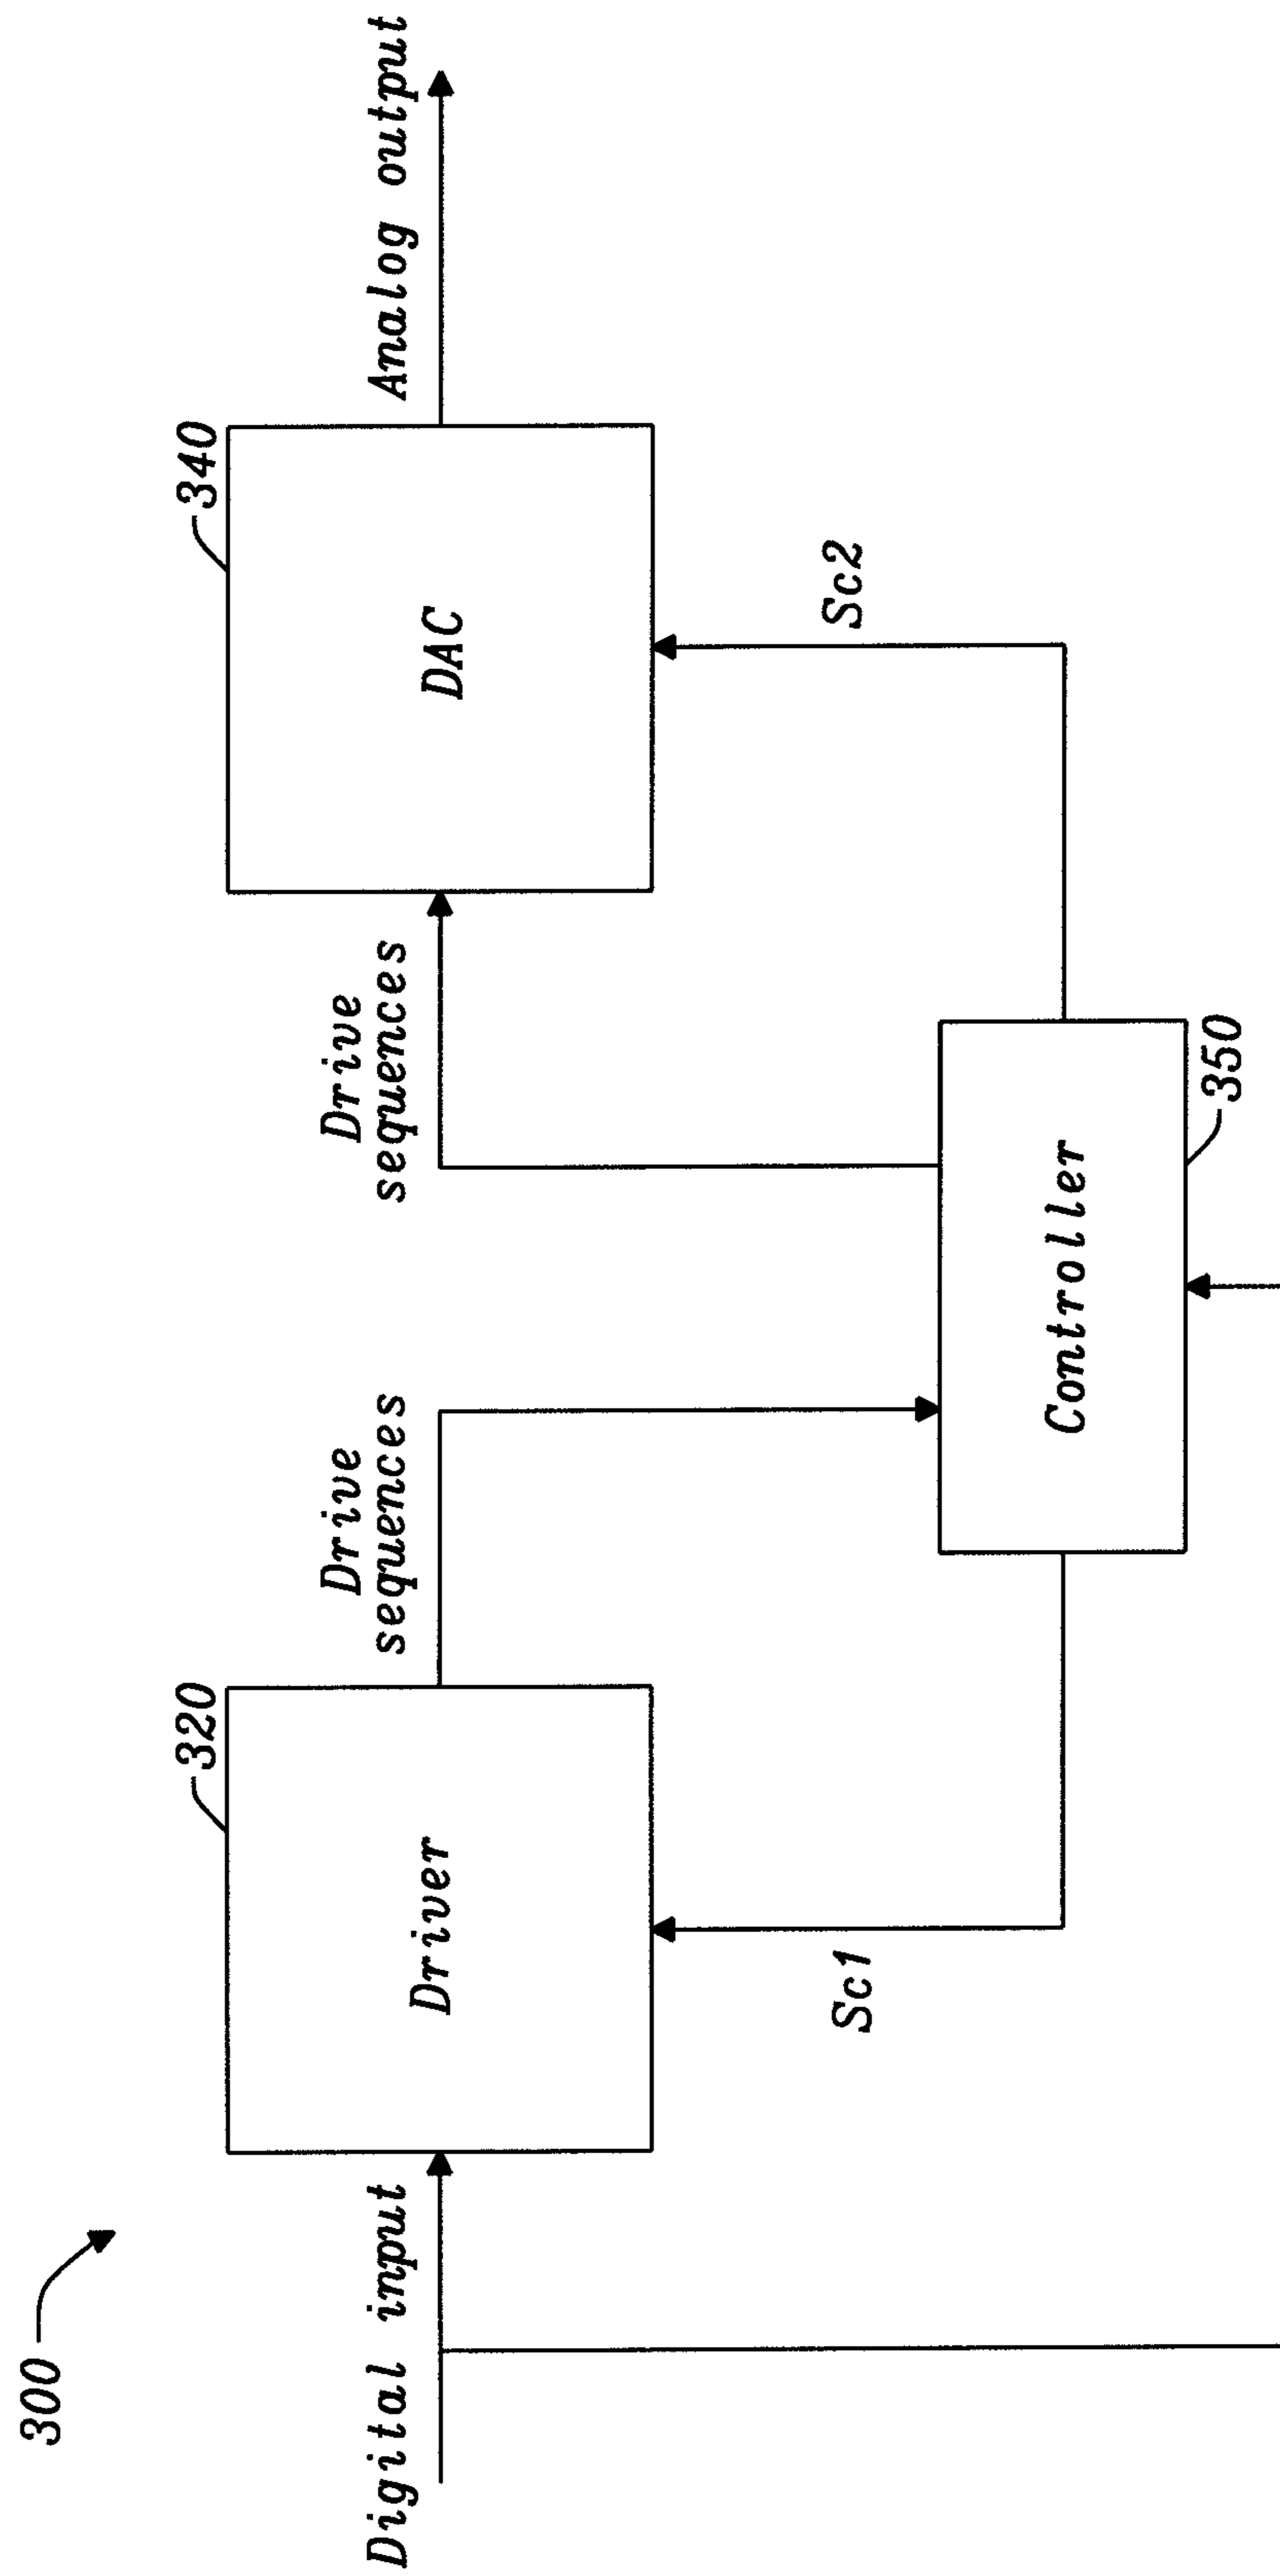 300
Digital input
320
Driver
Drive
sequences
Sc1
Controller
350
Drive
sequences
340
DAC
Sc2
Analog output